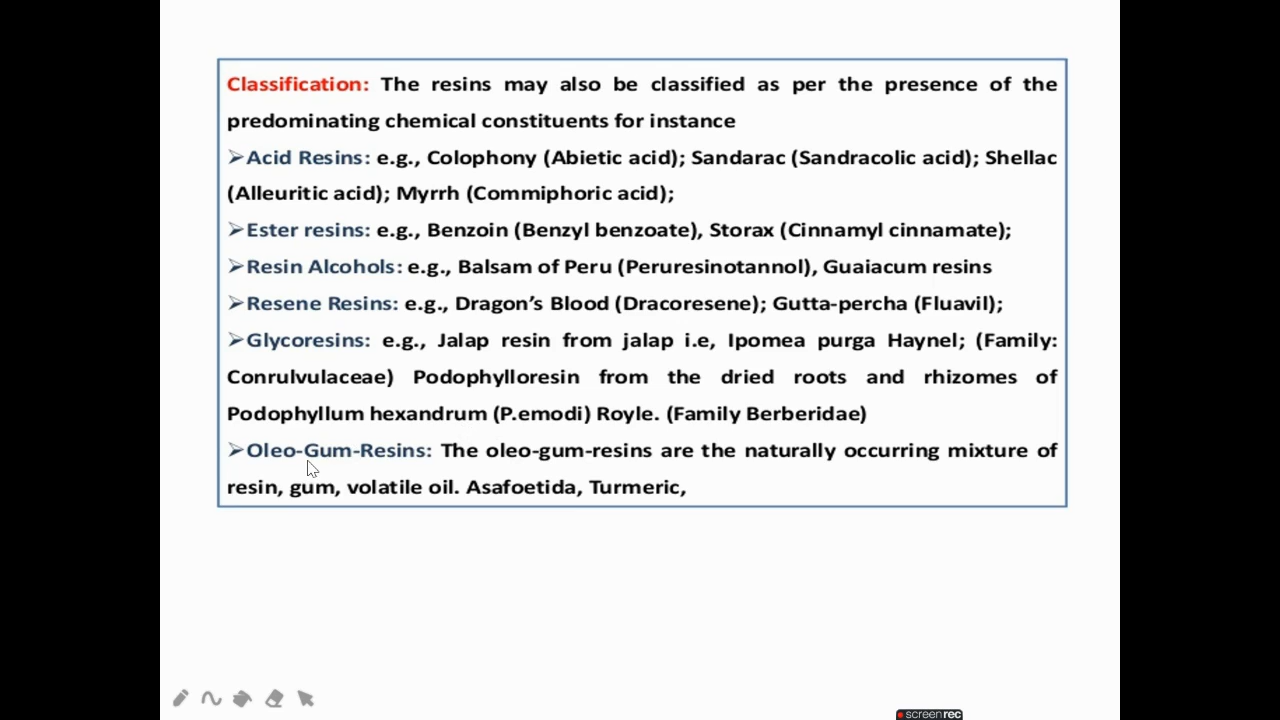 Classification: The resins may also be classified as per the presence of the
predominating chemical constituents for instance
➢Acid Resins: e.g., Colophony (Abietic acid); Sandarac (Sandracolic acid); Shellac
(Alleuritic acid); Myrrh (Commiphoric acid);
➢Ester resins: e.g., Benzoin (Benzyl benzoate), Storax (Cinnamyl cinnamate);
➢Resin Alcohols: e.g., Balsam of Peru (Peruresinotannol), Guaiacum resins
➢Resene Resins: e.g., Dragon’s Blood (Dracoresene); Gutta-percha (Fluavil);
➢Glycoresins: e.g., Jalap resin from jalap i.e, Ipomea purga Haynel; (Family:
Conrulvulaceae) Podophylloresin from the dried roots and rhizomes of
Podophyllum hexandrum (P.emodi) Royle. (Family Berberidae)
➢Oleo-Gum-Resins: The oleo-gum-resins are the naturally occurring mixture of
resin, gum, volatile oil. Asafoetida, Turmeric,
screenrec